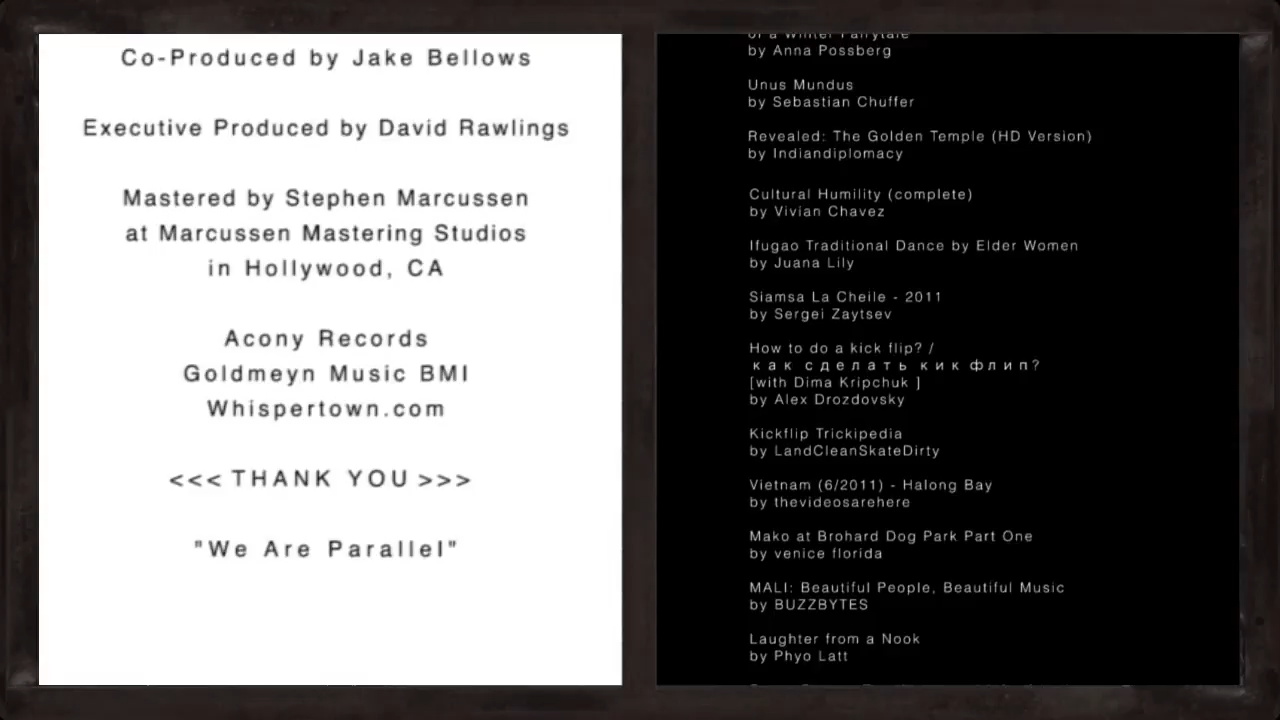 Co-Produced by Jake Bellows
Executive Produced by David Rawlings
Mastered by Stephen Marcussen
at Marcussen Mastering Studios
in Hollywood, CA
Acony Records
Goldmeyn Music BMI
Whispertown.com
<<< THANK YOU >>>
"We Are Parallel"
of a Winter Fairytale
by Anna Possberg
Unus Mundus
by Sebastian Chuffer
Revealed: The Golden Temple (HD Version)
by Indiandiplomacy
Cultural Humility (complete)
by Vivian Chavez
Ifugao Traditional Dance by Elder Women
by Juana Lily
Siamsa La Cheile - 2011
by Sergei Zaytsev
How to do a kick flip? /
как сделать кик флип?
[with Dima Kripchuk ]
by Alex Drozdovsky
Kickflip Trickipedia
by LandCleanSkateDirty
Vietnam (6/2011) - Halong Bay
by thevideosarehere
Mako at Brohard Dog Park Part One
by venice florida
MALI: Beautiful People, Beautiful Music
by BUZZBYTES
Laughter from a Nook
by Phyo Latt